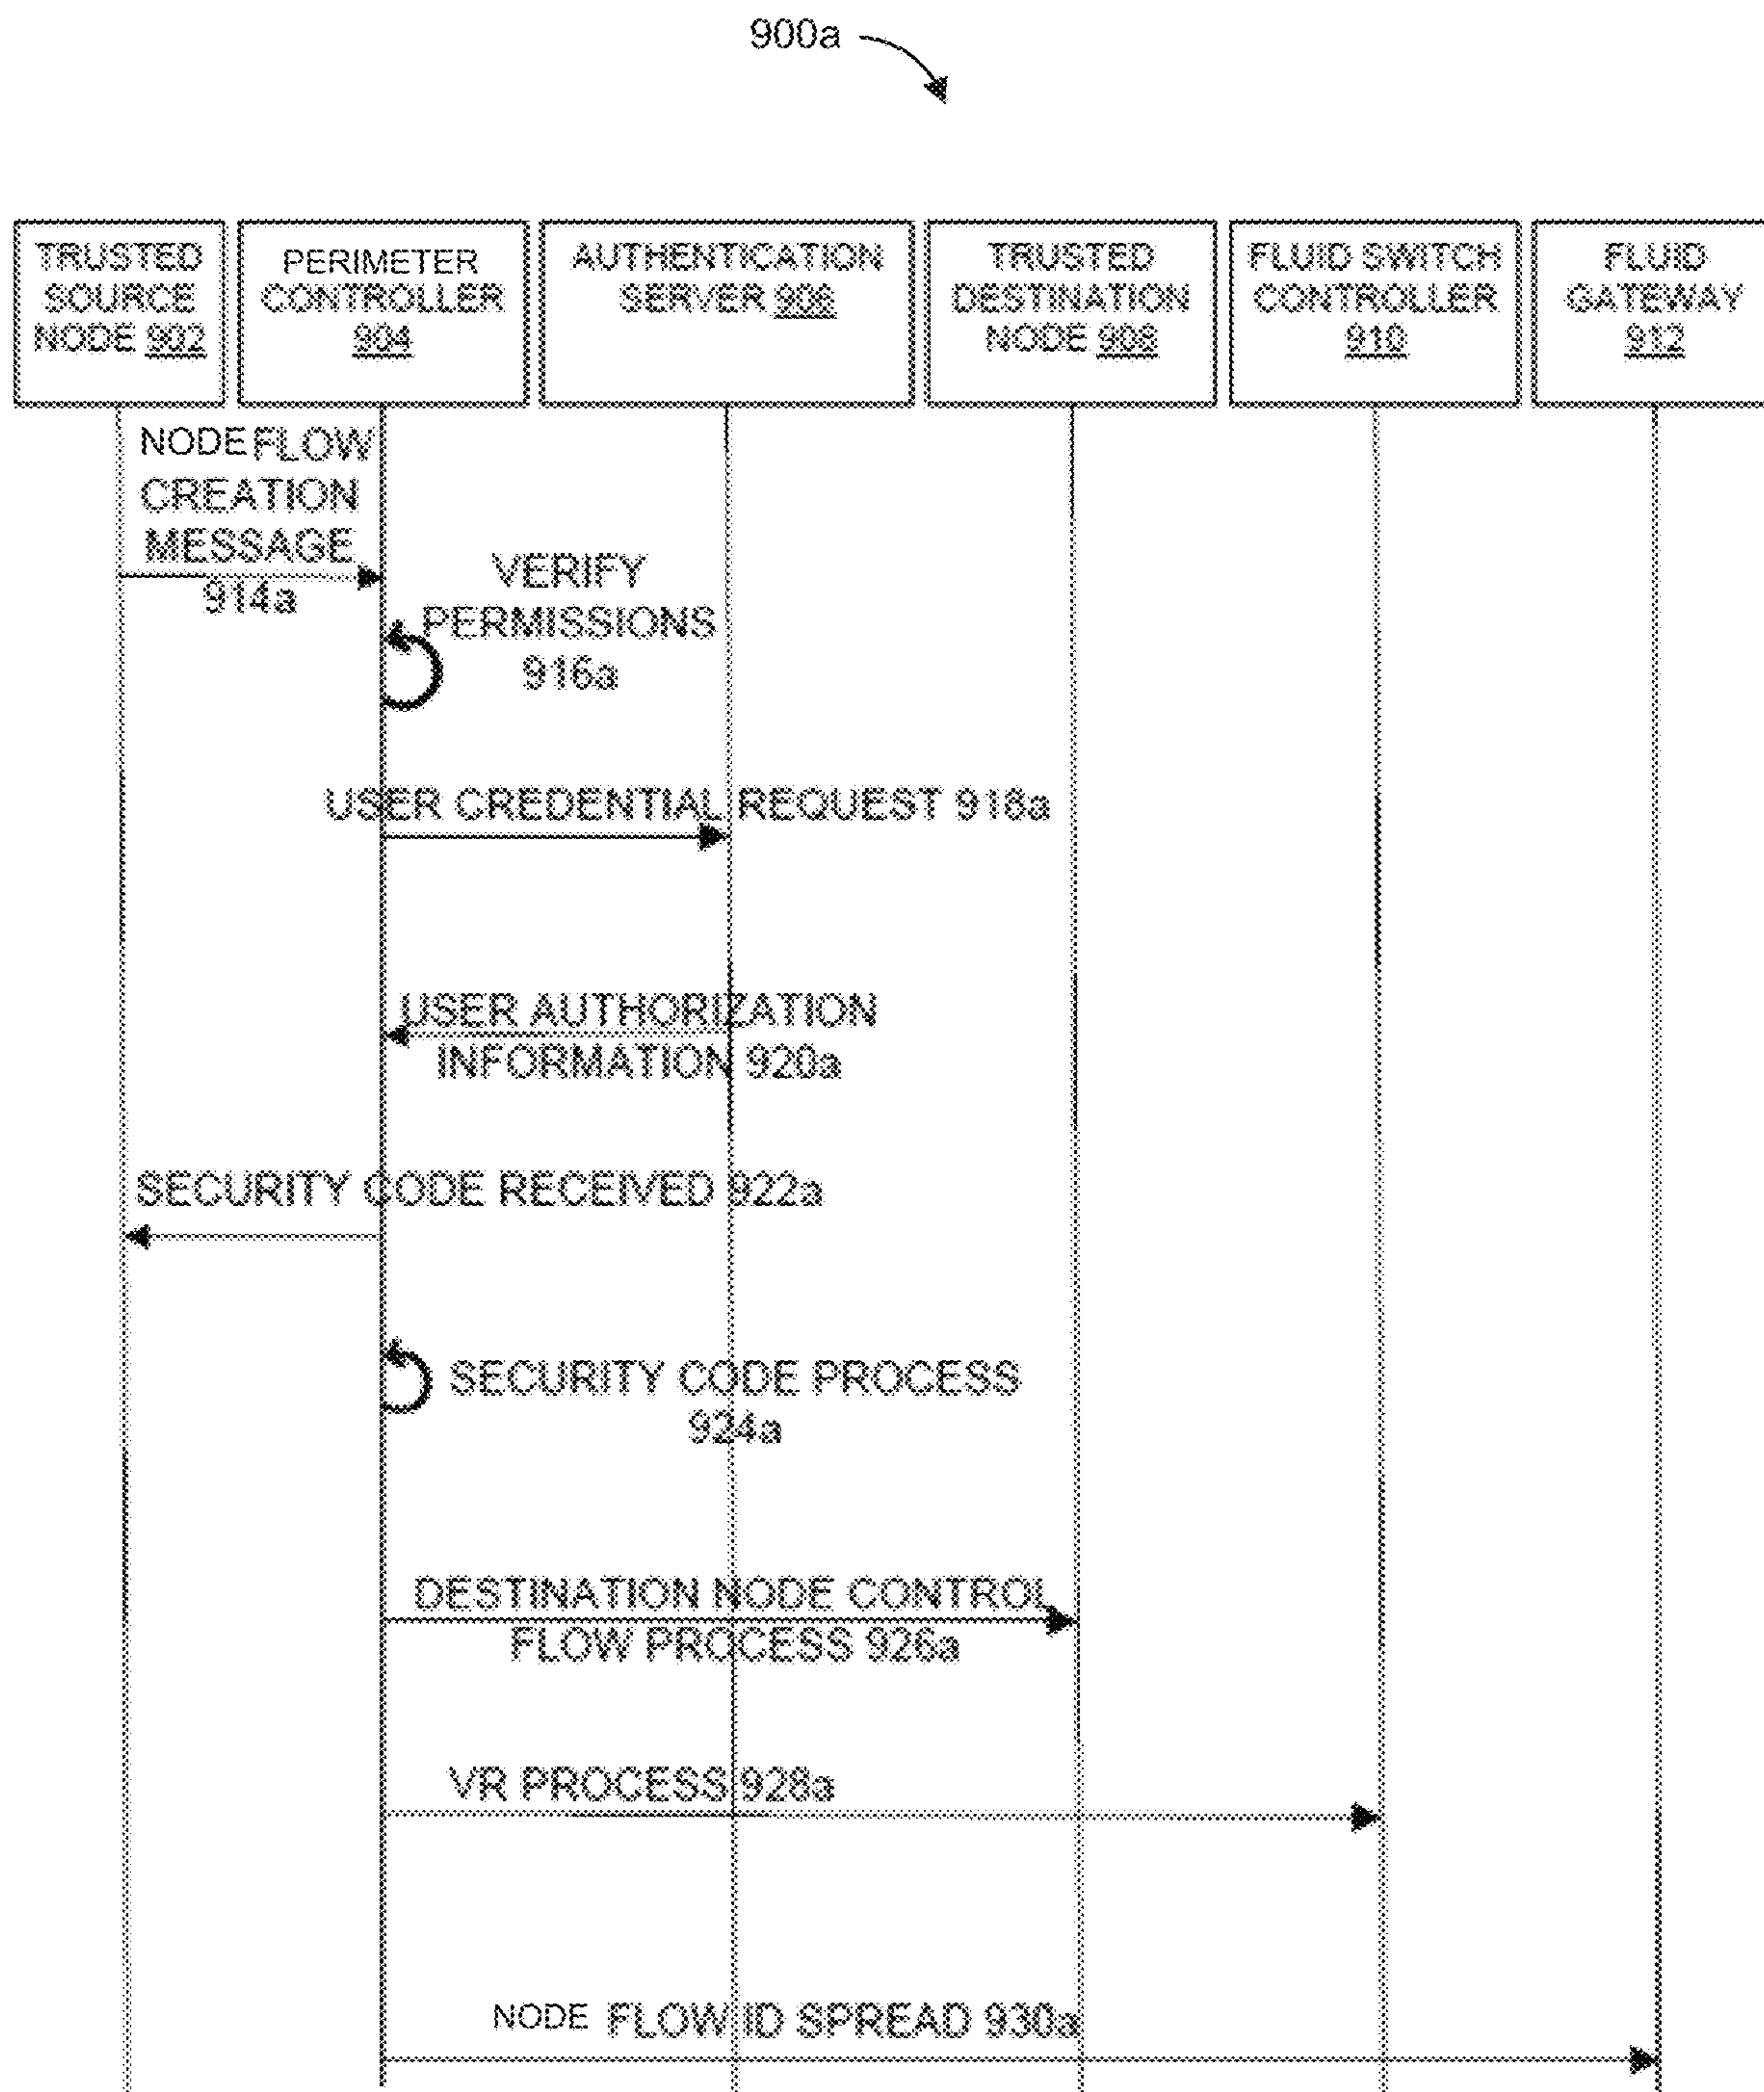 900a
TRUSTED
SOURCE
NODE 902
PERIMETER
CONTROLLER
904
AUTHENTICATION
SERVER 906
TRUSTED
DESTINATION
NODE 908
FLUID SWITCH
CONTROLLER
910
FLUID
GATEWAY
912
NODE FLOW
CREATION
MESSAGE
914a
VERIFY
PERMISSIONS
916a
USER CREDENTIAL REQUEST 918a
USER AUTHORIZATION
INFORMATION 920a
SECURITY CODE RECEIVED 922a
SECURITY CODE PROCESS
924a
DESTINATION NODE CONTROL
FLOW PROCESS 926a
VR PROCESS 928a
NODE FLOW ID SPREAD 930a